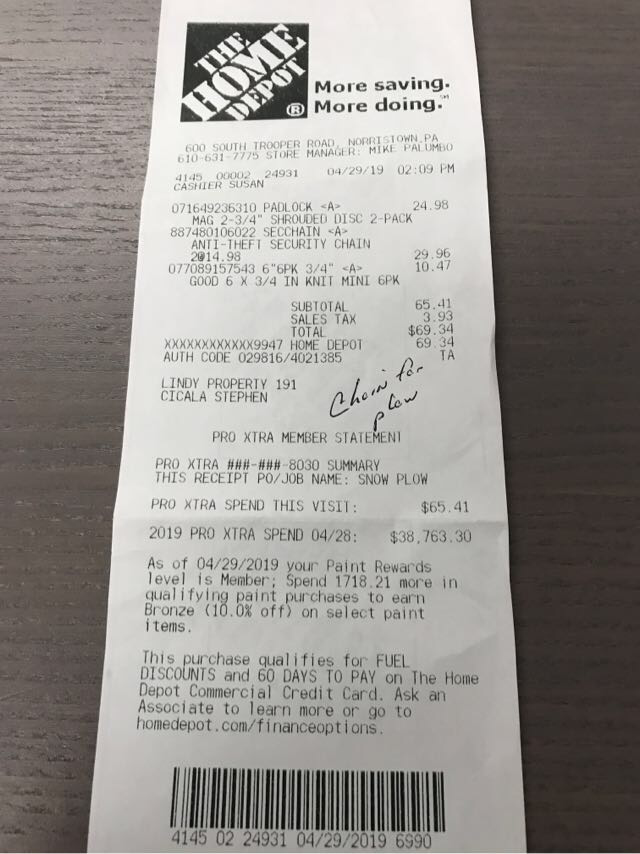 THE
HOME
DEPOT
®
More saving.
More doing.℠
600 SOUTH TROOPER ROAD, NORRISTOWN,PA
610-631-7775 STORE MANAGER: MIKE PALUMBO
4145 00002 24931 04/29/19 02:09 PM
CASHIER SUSAN
071649236310 PADLOCK <A> 24.98
MAG 2-3/4" SHROUDED DISC 2-PACK
887480106022 SECCHAIN <A>
ANTI-THEFT SECURITY CHAIN
2@14.98 29.96
077089157543 6"6PK 3/4" <A> 10.47
GOOD 6 X 3/4 IN KNIT MINI 6PK
SUBTOTAL 65.41
SALES TAX 3.93
TOTAL $69.34
XXXXXXXXXXXX9947 HOME DEPOT 69.34
AUTH CODE 029816/4021385 TA
LINDY PROPERTY 191
CICALA STEPHEN
Chain for
plow
PRO XTRA MEMBER STATEMENT
PRO XTRA ###-###-8030 SUMMARY
THIS RECEIPT PO/JOB NAME: SNOW PLOW
PRO XTRA SPEND THIS VISIT: $65.41
2019 PRO XTRA SPEND 04/28: $38,763.30
As of 04/29/2019 your Paint Rewards
level is Member; Spend 1718.21 more in
qualifying paint purchases to earn
Bronze (10.0% off) on select paint
items.
This purchase qualifies for FUEL
DISCOUNTS and 60 DAYS TO PAY on The Home
Depot Commercial Credit Card. Ask an
Associate to learn more or go to
homedepot.com/financeoptions.
4145 02 24931 04/29/2019 6990